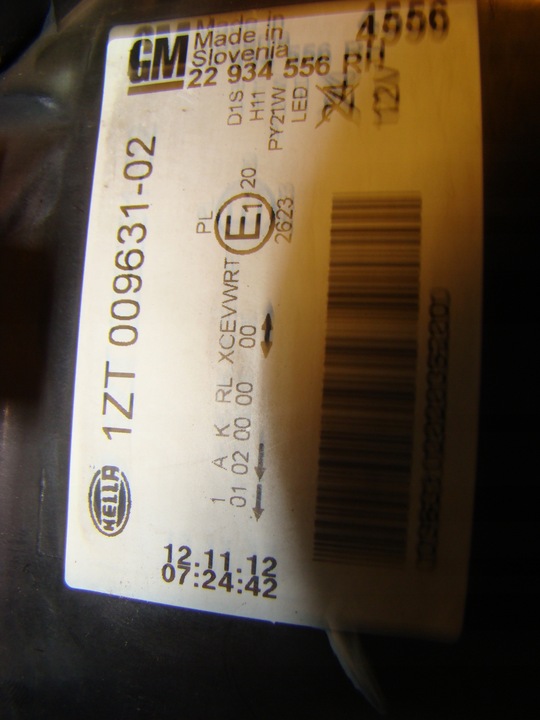 GM
Made in
Slovenia
22 934 556 RH
4556
D1S
H11
PY21W
LED
24V
12V
1ZT 009631-02
PL
E1
20
2623
1 A K RL XCEVWRT
01 02 00 00 00
HELLA
12.11.12
07:24:42